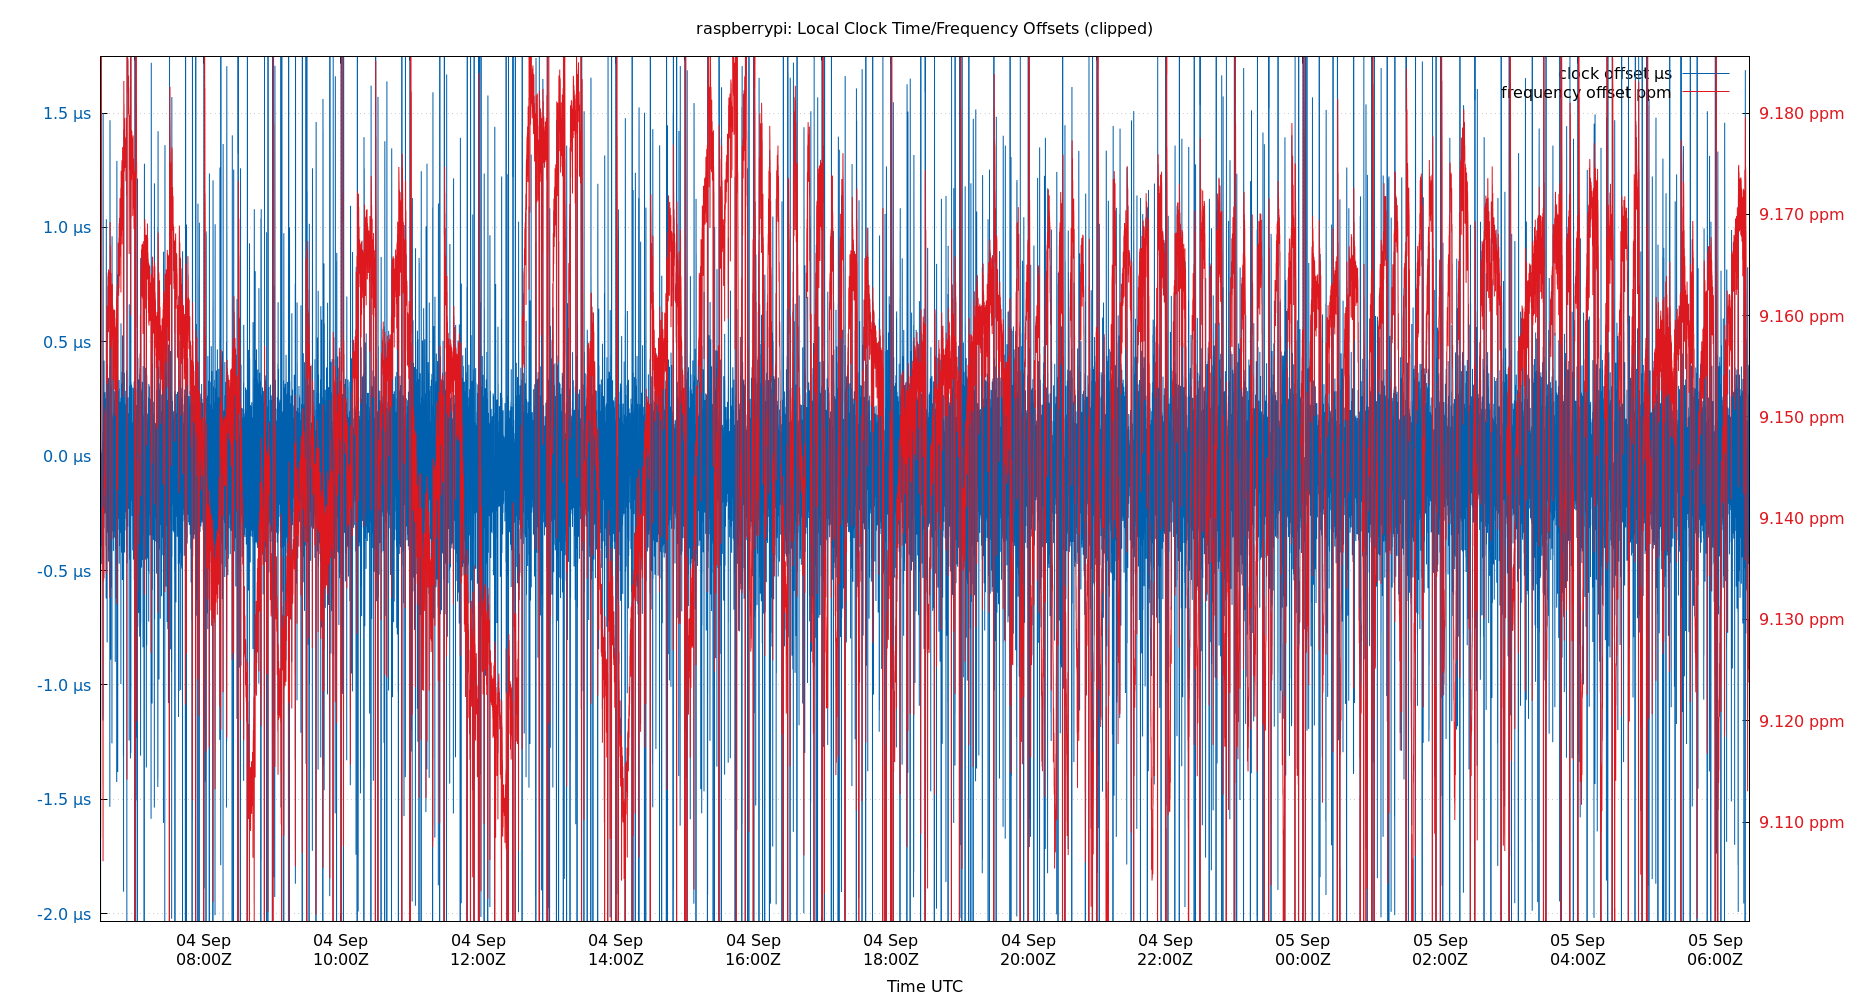 raspberrypi: Local Clock Time/Frequency Offsets (clipped)
clock offset µs
frequency offset ppm
1.5 µs
1.0 µs
0.5 µs
0.0 µs
-0.5 µs
-1.0 µs
-1.5 µs
-2.0 µs
9.180 ppm
9.170 ppm
9.160 ppm
9.150 ppm
9.140 ppm
9.130 ppm
9.120 ppm
9.110 ppm
04 Sep 04 Sep 04 Sep 04 Sep 04 Sep 04 Sep 04 Sep 04 Sep 05 Sep 05 Sep 05 Sep 05 Sep
08:00Z 10:00Z 12:00Z 14:00Z 16:00Z 18:00Z 20:00Z 22:00Z 00:00Z 02:00Z 04:00Z 06:00Z
Time UTC